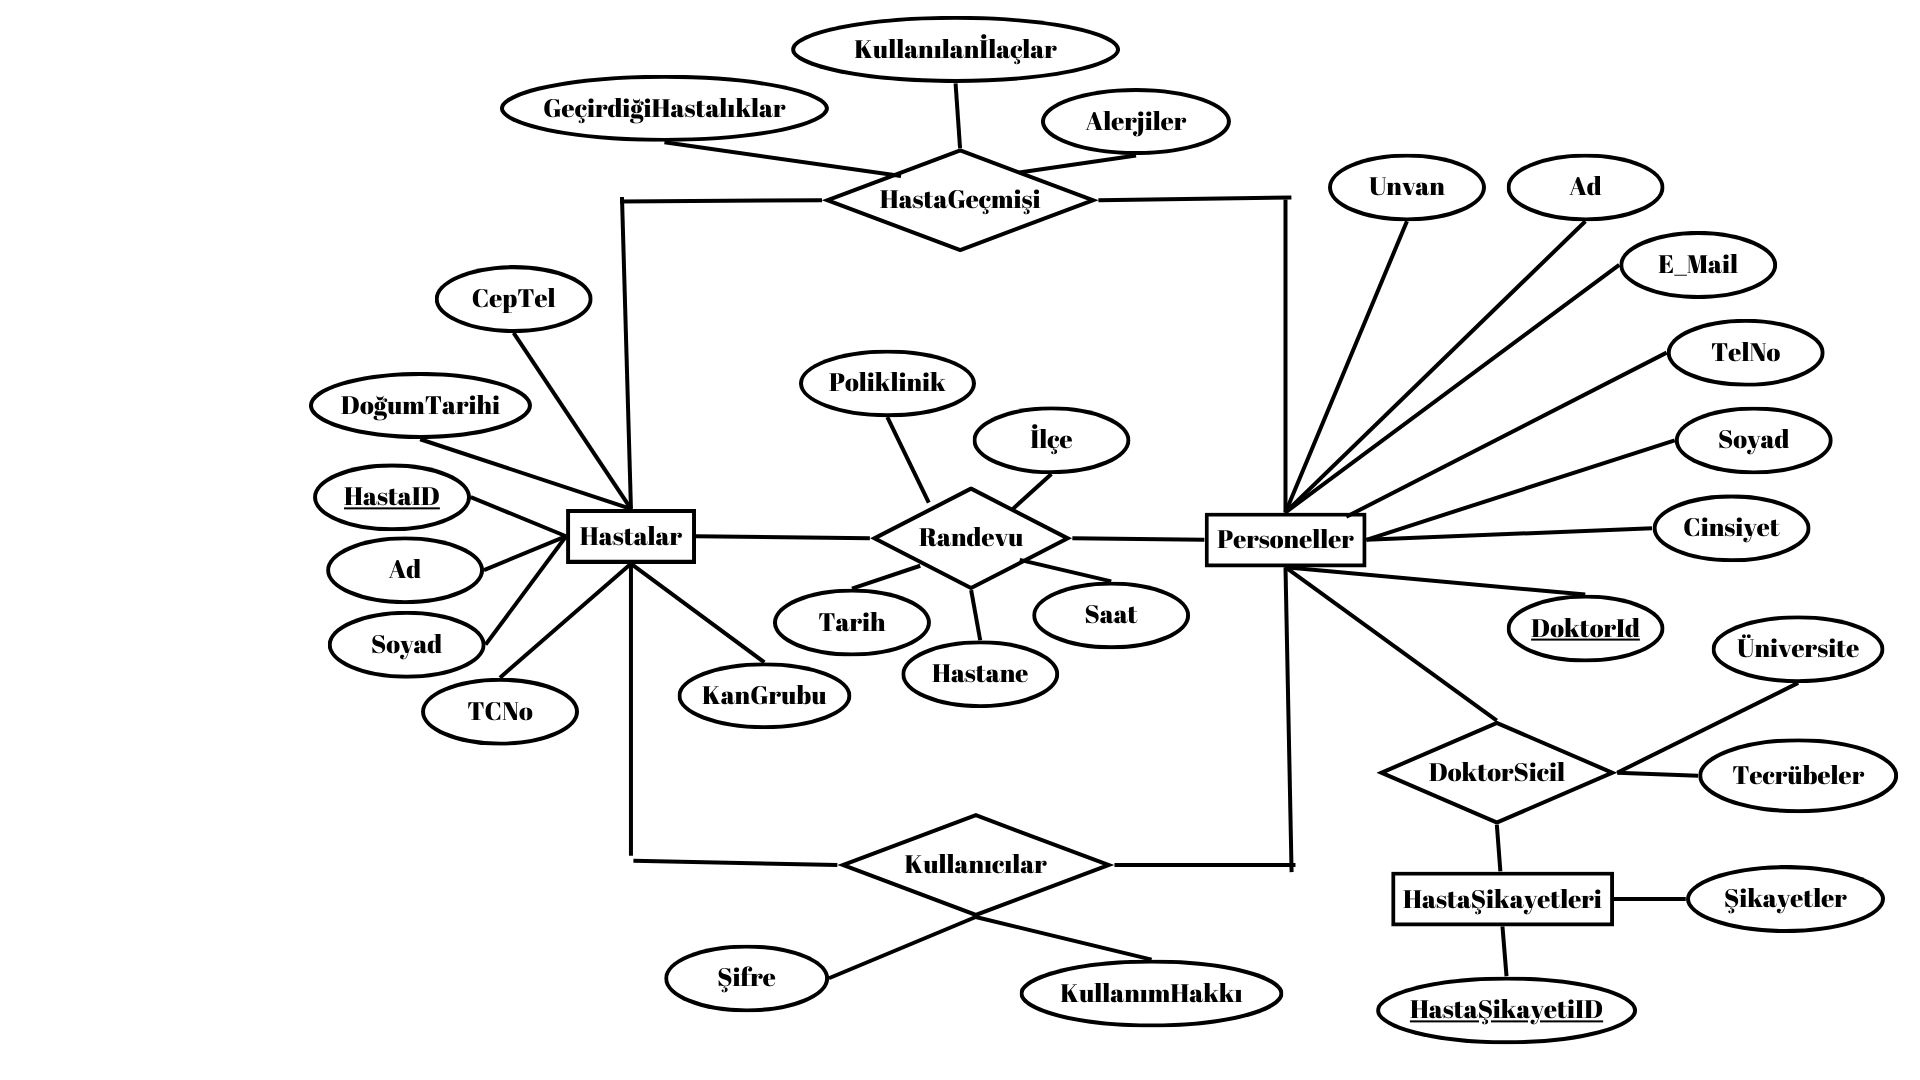 Kullanılanİlaçlar
GeçirdiğiHastalıklar
Alerjiler
HastaGeçmişi
Unvan
Ad
E_Mail
CepTel
TelNo
Poliklinik
DoğumTarihi
İlçe
Soyad
HastaID
Cinsiyet
Hastalar
Randevu
Personeller
Ad
Tarih
Saat
DoktorId
Soyad
Üniversite
Hastane
KanGrubu
TCNo
DoktorSicil
Tecrübeler
Kullanıcılar
HastaŞikayetleri
Şikayetler
Şifre
KullanımHakkı
HastaŞikayetiID